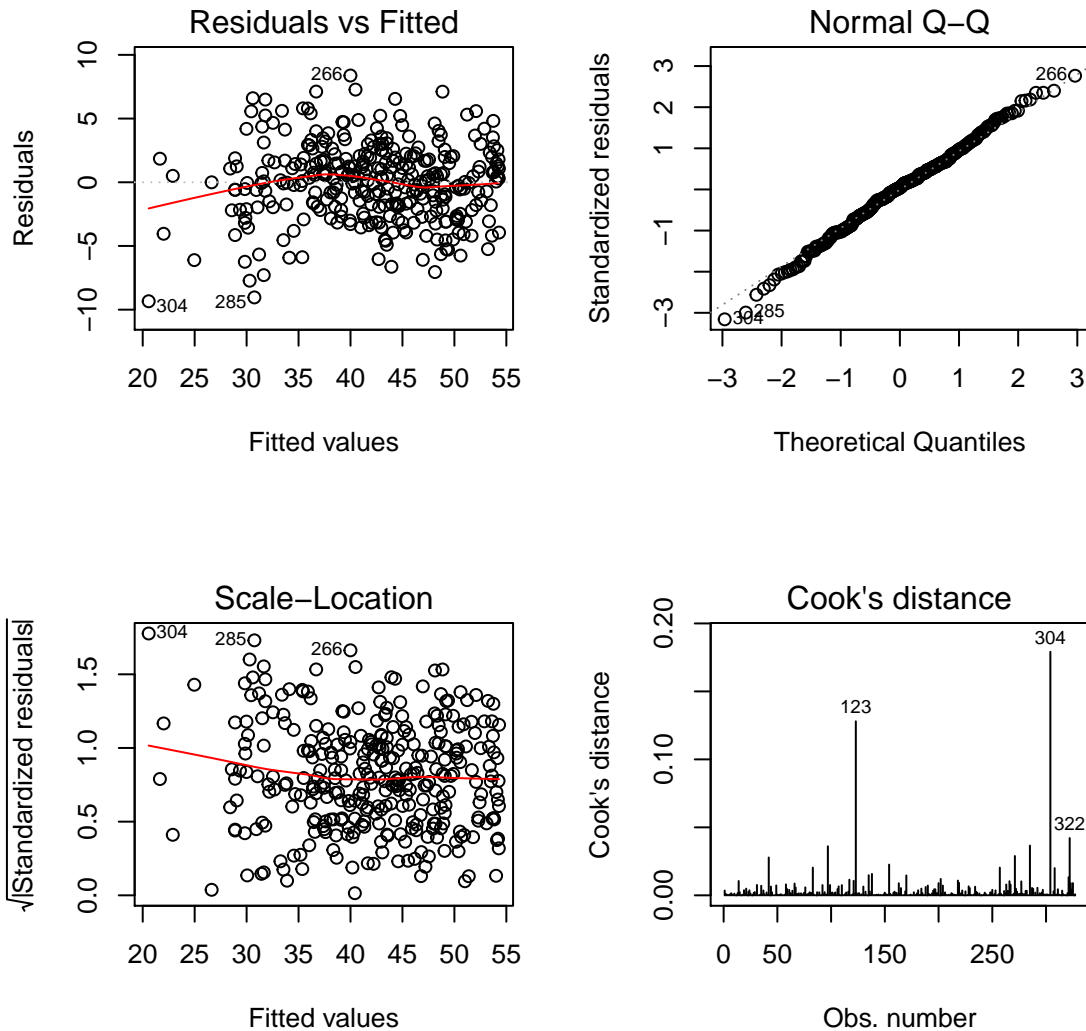 Residuals vs Fitted
Residuals
10
5
0
−5
−10
266
304
285
20 25 30 35 40 45 50 55
Fitted values
Normal Q−Q
Standardized residuals
3
2
1
−1
−3
266
304
285
−3 −2 −1 0 1 2 3
Theoretical Quantiles
Scale−Location
√|Standardized residuals|
1.5
1.0
0.5
0.0
304
285
266
20 25 30 35 40 45 50 55
Fitted values
Cook's distance
Cook's distance
0.20
0.10
0.00
304
123
322
0 50 150 250
Obs. number